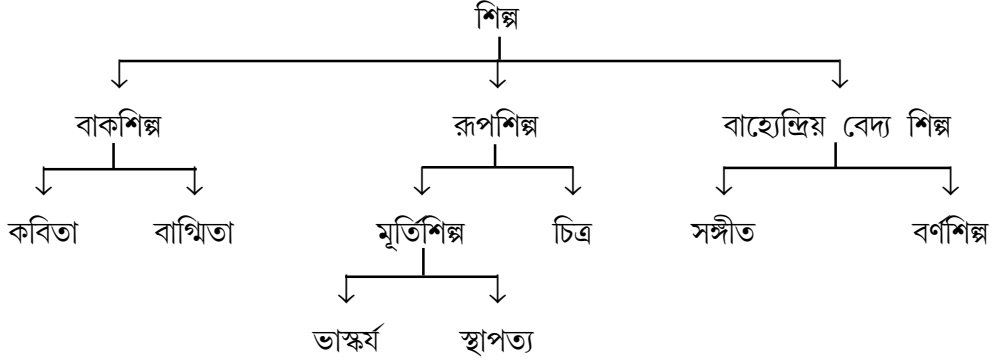 শিল্প
বাকশিল্প রূপশিল্প বাহ্যেন্দ্রিয় বেদ্য শিল্প
কবিতা বাগ্মিতা মূর্তিশিল্প চিত্র সঙ্গীত বর্ণশিল্প
ভাস্কর্য স্থাপত্য